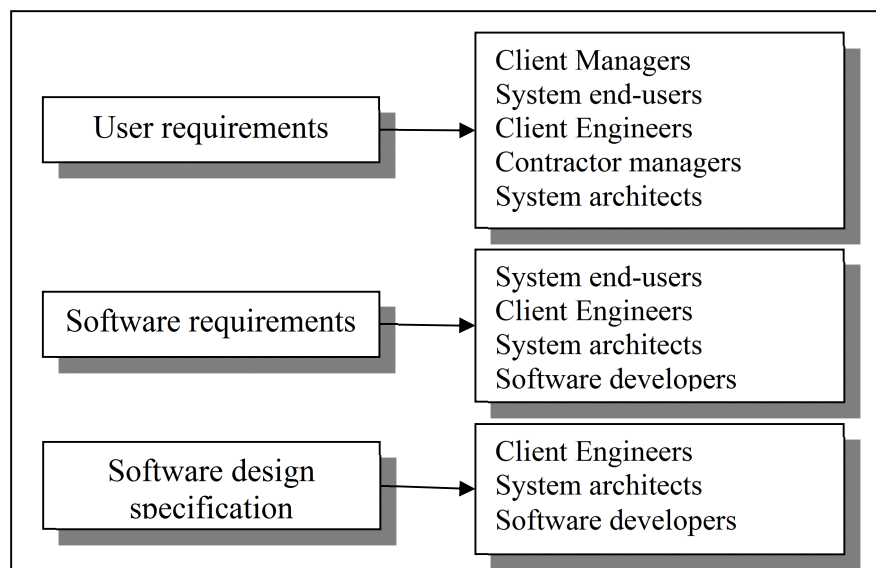 User requirements
Client Managers
System end-users
Client Engineers
Contractor managers
System architects
Software requirements
System end-users
Client Engineers
System architects
Software developers
Software design
specification
Client Engineers
System architects
Software developers